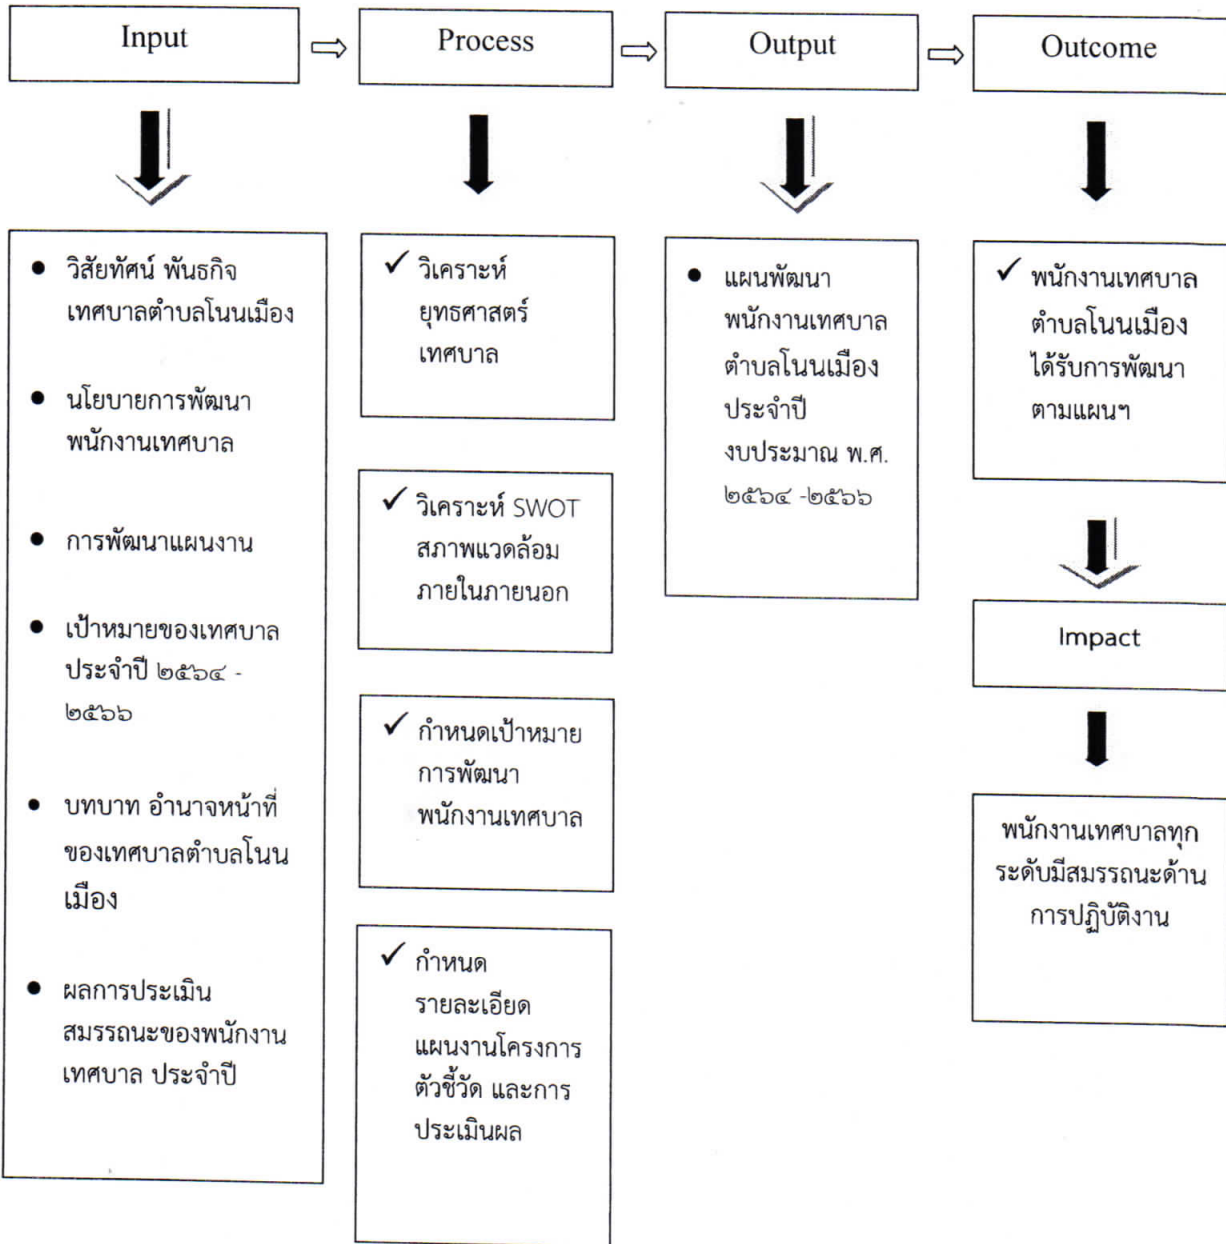 Input
Process
Output
Outcome
วิสัยทัศน์ พันธกิจ
เทศบาลตำบลโนนเมือง
นโยบายการพัฒนา
พนักงานเทศบาล
การพัฒนาแผนงาน
เป้าหมายของเทศบาล
ประจำปี ๒๕๖๔ -
๒๕๖๖
บทบาท อำนาจหน้าที่
ของเทศบาลตำบลโนน
เมือง
ผลการประเมิน
สมรรถนะของพนักงาน
เทศบาล ประจำปี
วิเคราะห์
ยุทธศาสตร์
เทศบาล
วิเคราะห์ SWOT
สภาพแวดล้อม
ภายในภายนอก
กำหนดเป้าหมาย
การพัฒนา
พนักงานเทศบาล
กำหนด
รายละเอียด
แผนงานโครงการ
ตัวชี้วัด และการ
ประเมินผล
แผนพัฒนา
พนักงานเทศบาล
ตำบลโนนเมือง
ประจำปี
งบประมาณ พ.ศ.
๒๕๖๔ -๒๕๖๖
พนักงานเทศบาล
ตำบลโนนเมือง
ได้รับการพัฒนา
ตามแผนฯ
Impact
พนักงานเทศบาลทุก
ระดับมีสมรรถนะด้าน
การปฏิบัติงาน